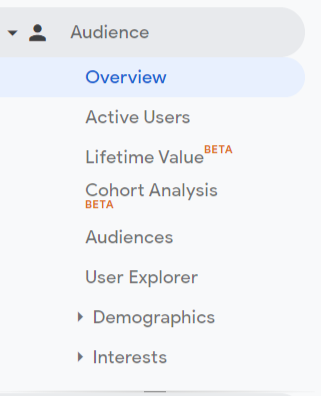 Audience
Overview
Active Users
Lifetime Value BETA
Cohort Analysis
BETA
Audiences
User Explorer
Demographics
Interests